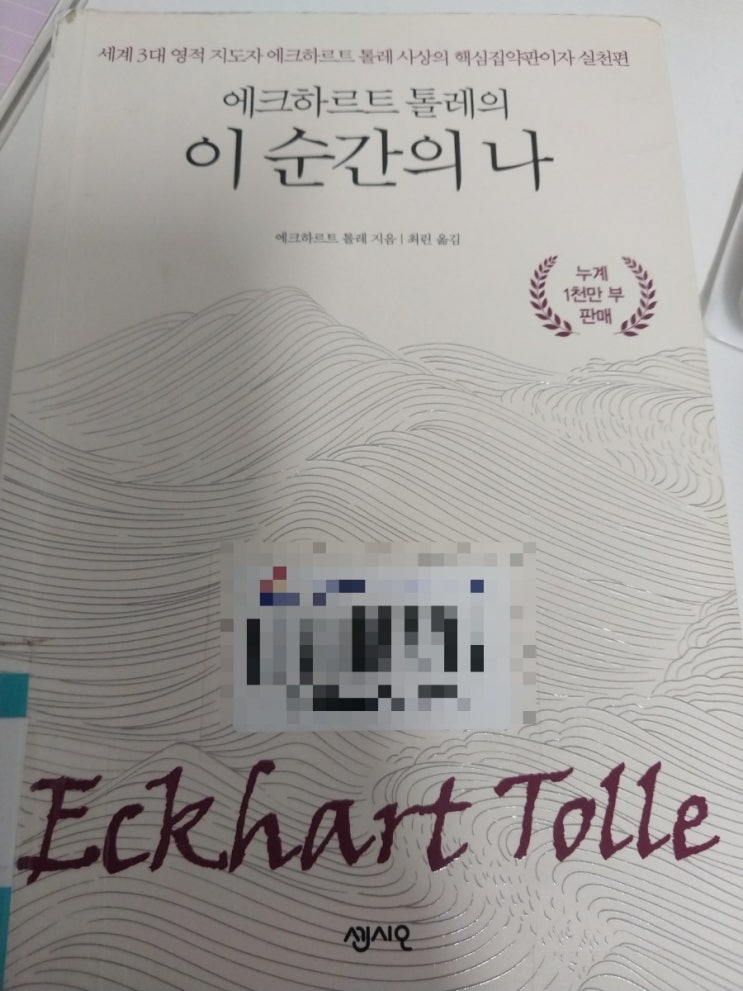 세계 3대 영적 지도자 에크하르트 톨레 사상의 핵심집약판이자 실천편
에크하르트 톨레의
이 순간의 나
에크하르트 톨레 지음 | 최린 옮김
누계
1천만 부
판매
Eckhart Tolle
센시오